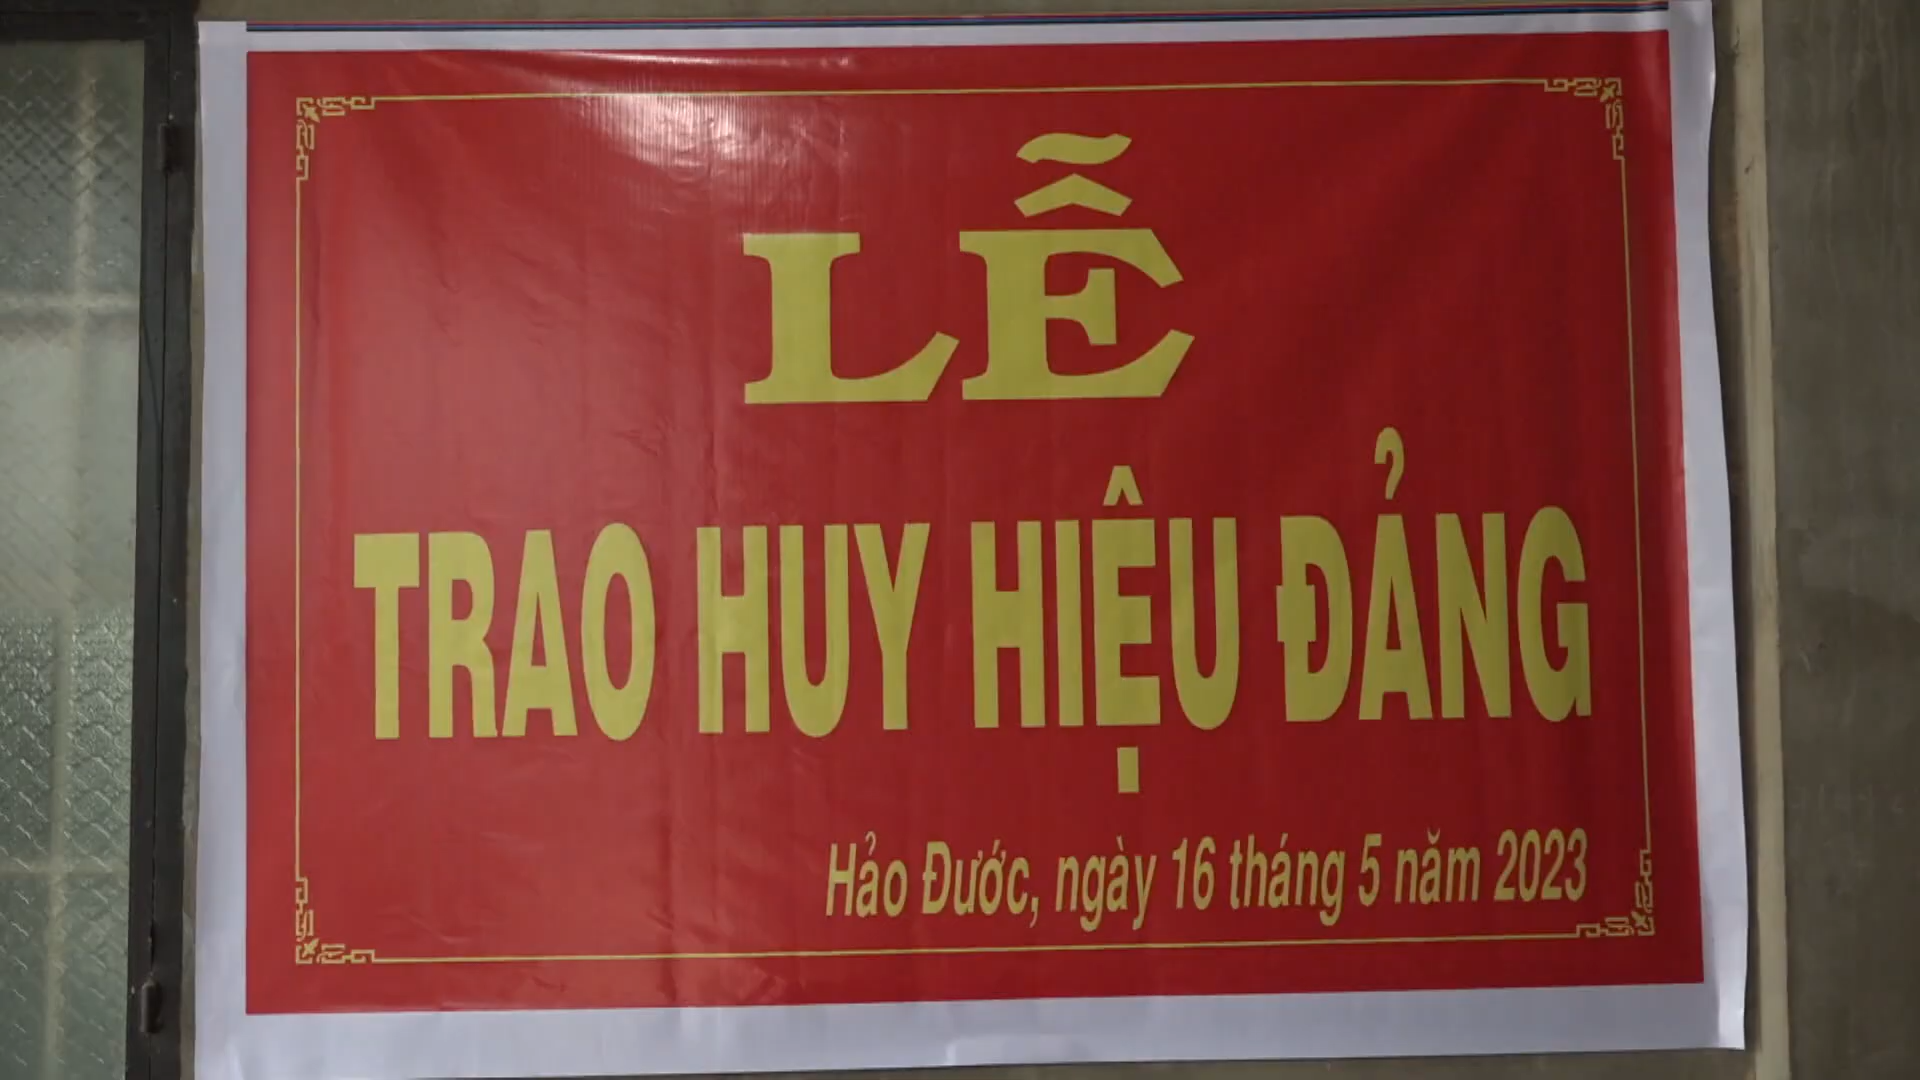 LỄ
TRAO HUY HIỆU ĐẢNG
Hảo Đước, ngày 16 tháng 5 năm 2023